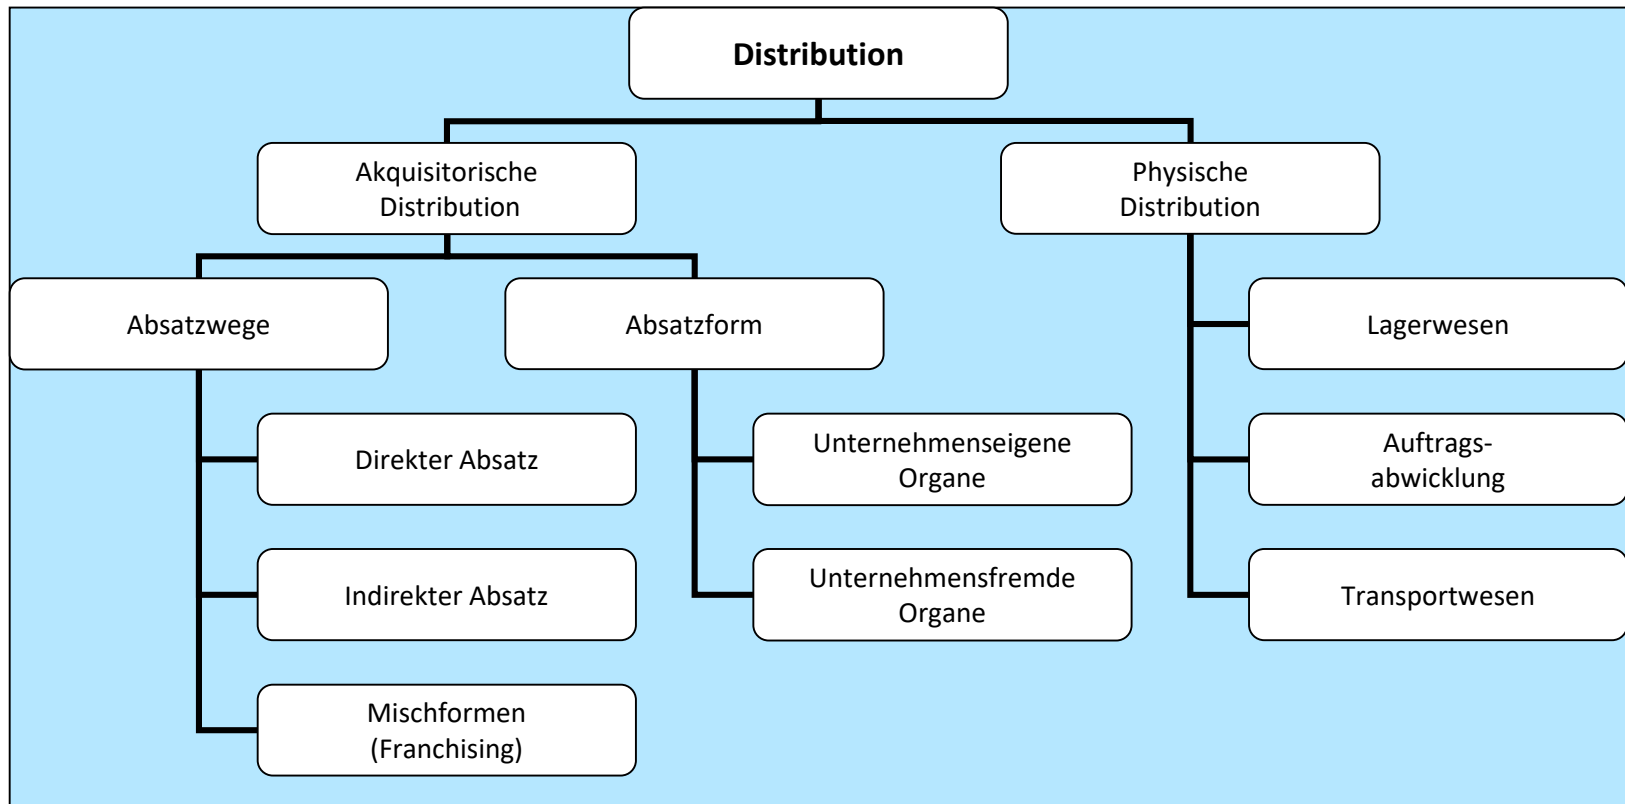 Distribution
Akquisitorische
Distribution
Physische
Distribution
Absatzwege
Absatzform
Lagerwesen
Direkter Absatz
Unternehmenseigene
Organe
Auftrags-
abwicklung
Indirekter Absatz
Unternehmensfremde
Organe
Transportwesen
Mischformen
(Franchising)